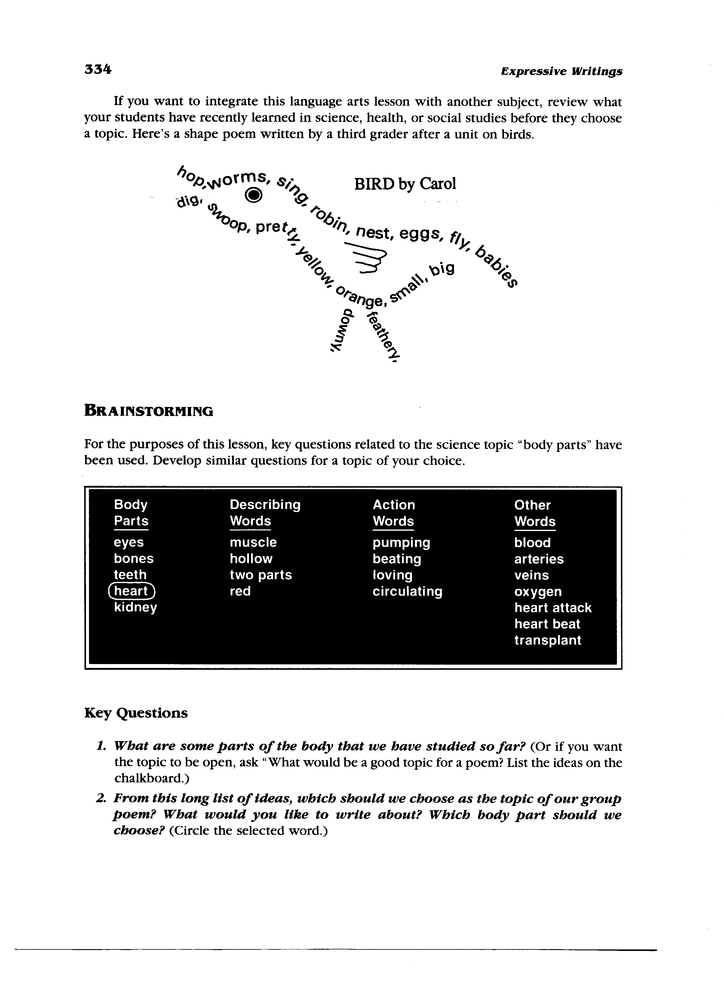 334
Expressive Writings
If you want to integrate this language arts lesson with another subject, review what
your students have recently learned in science, health, or social studies before they choose
a topic. Here's a shape poem written by a third grader after a unit on birds.
BIRD by Carol
hop, worms, sing, robin, nest, eggs, fly, babies
dig, swoop, pretty, yellow, orange, small, big
downy,
feathery,
BRAINSTORMING
For the purposes of this lesson, key questions related to the science topic “body parts” have
been used. Develop similar questions for a topic of your choice.
Body Describing Action Other
Parts Words Words Words
eyes muscle pumping blood
bones hollow beating arteries
teeth two parts loving veins
heart red circulating oxygen
kidney heart attack
heart beat
transplant
Key Questions
1. What are some parts of the body that we have studied so far? (Or if you want
the topic to be open, ask “What would be a good topic for a poem? List the ideas on the
chalkboard.)
2. From this long list of ideas, which should we choose as the topic of our group
poem? What would you like to write about? Which body part should we
choose? (Circle the selected word.)